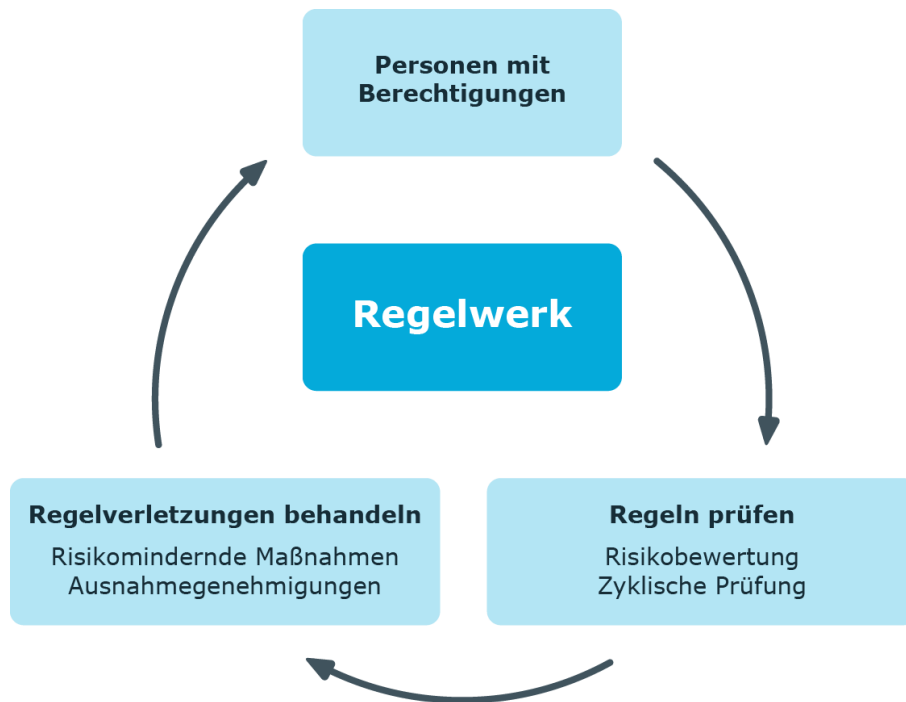 Personen mit
Berechtigungen
Regelwerk
Regelverletzungen behandeln
Risikomindernde Maßnahmen
Ausnahmegenehmigungen
Regeln prüfen
Risikobewertung
Zyklische Prüfung